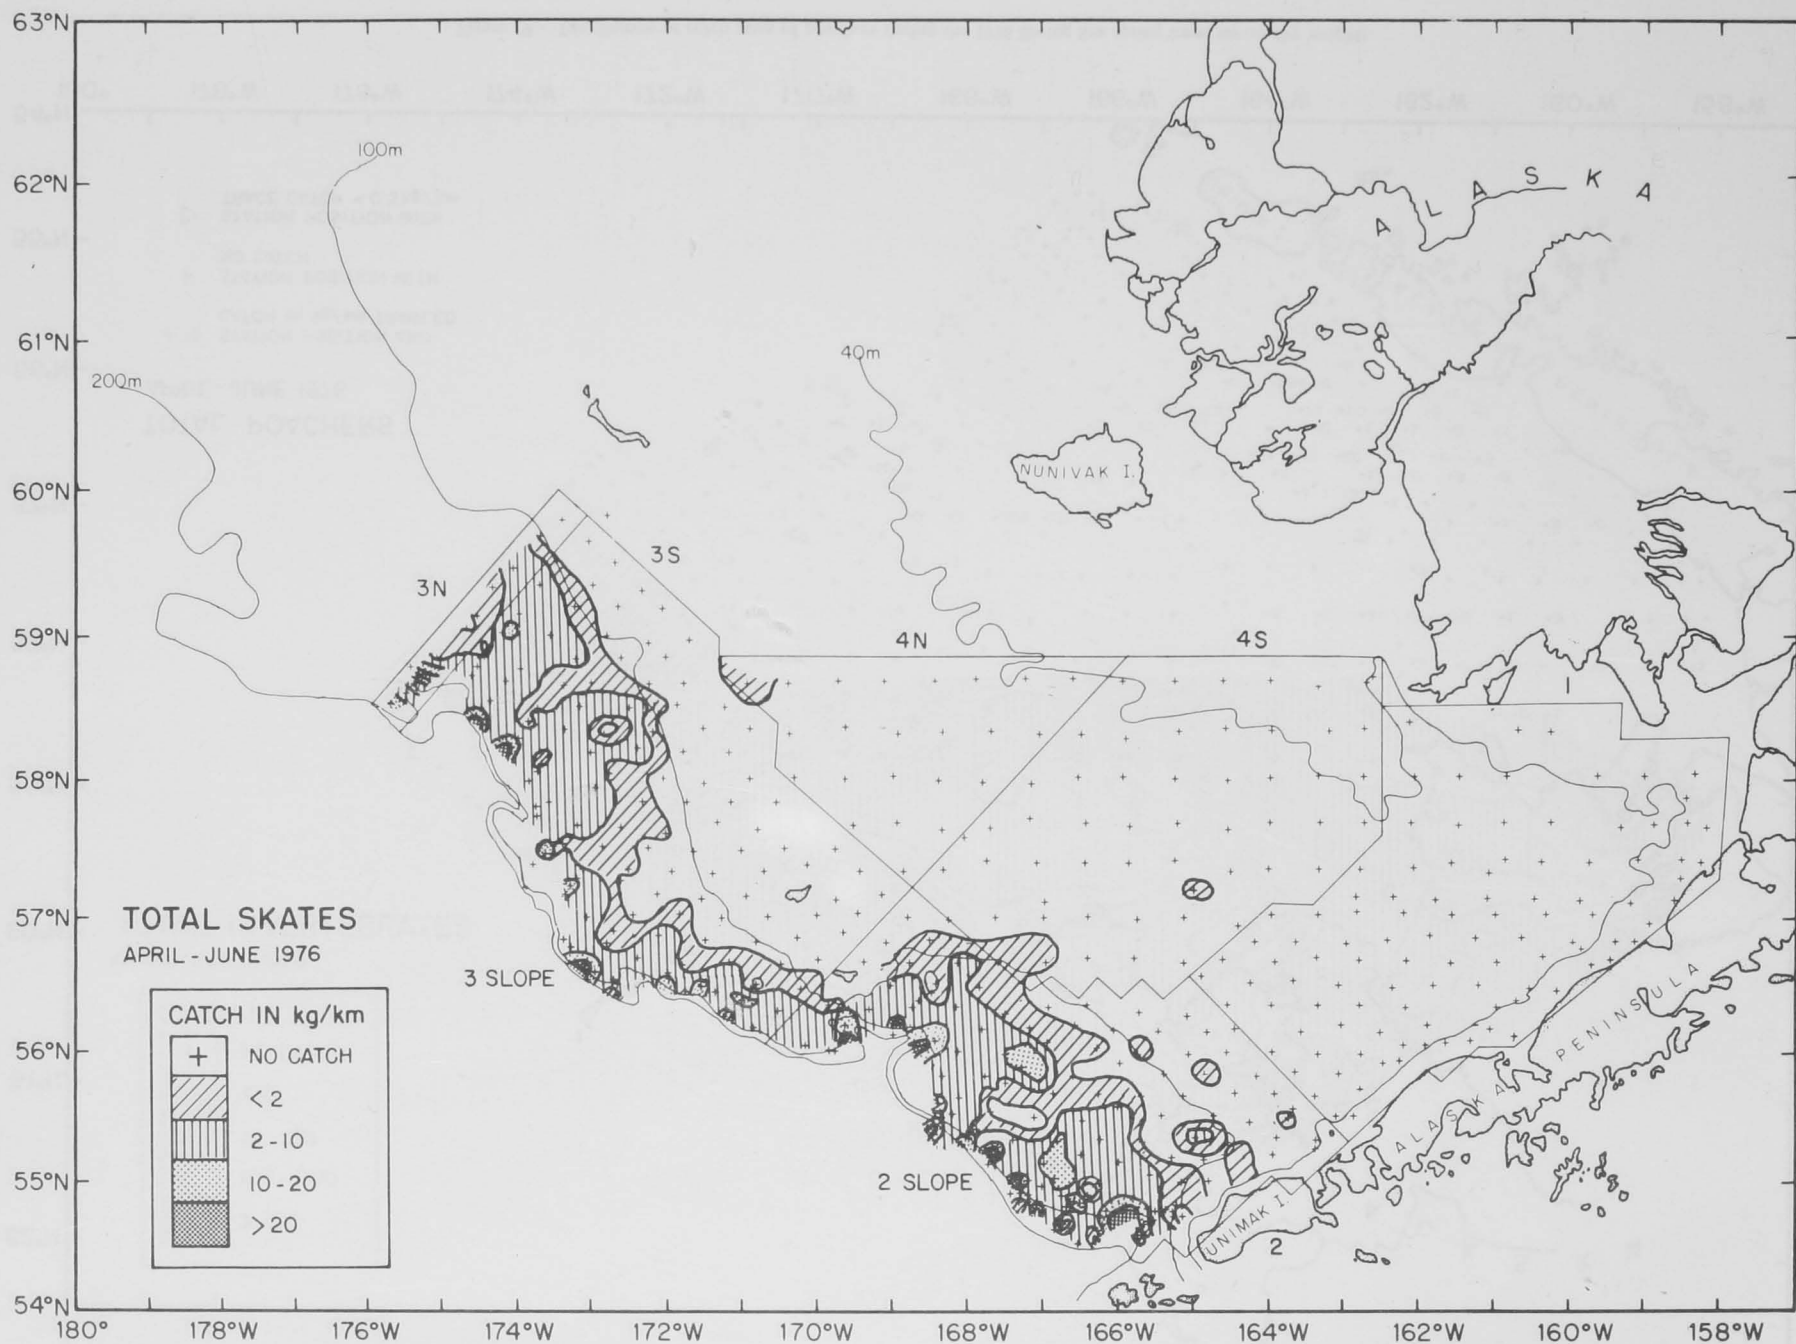 63°N
62°N
61°N
60°N
59°N
58°N
57°N
56°N
55°N
54°N
180°
178°W
176°W
174°W
172°W
170°W
168°W
166°W
164°W
162°W
160°W
158°W
100m
200m
40m
ALASKA
NUNIVAK I.
3N
3S
4N
4S
1
TOTAL SKATES
APRIL - JUNE 1976
3 SLOPE
2 SLOPE
CATCH IN kg/km
+ NO CATCH
<2
2-10
10-20
>20
ALASKA PENINSULA
UNIMAK I.
2